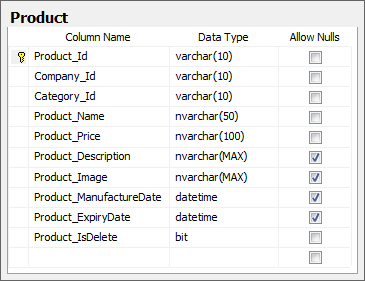 Product
Column Name Data Type Allow Nulls
Product_Id varchar(10)
Company_Id varchar(10)
Category_Id varchar(10)
Product_Name nvarchar(50)
Product_Price nvarchar(100)
Product_Description nvarchar(MAX)
Product_Image nvarchar(MAX)
Product_ManufactureDate datetime
Product_ExpiryDate datetime
Product_IsDelete bit